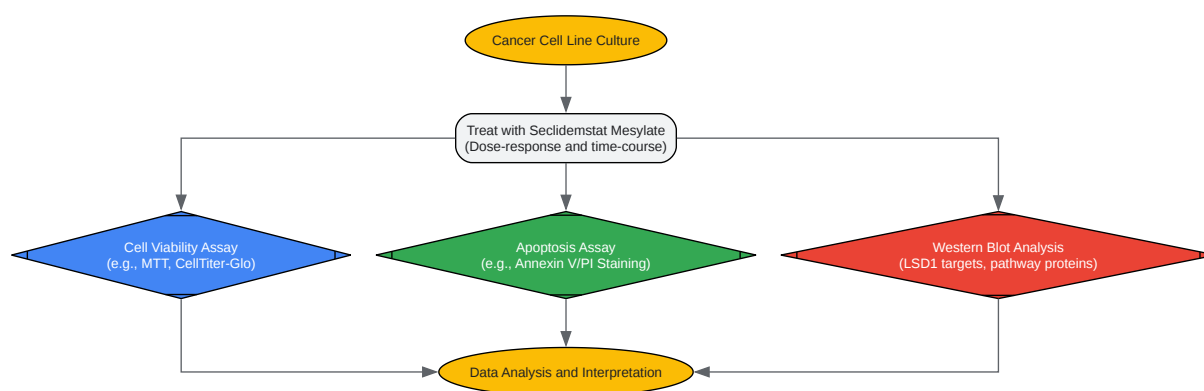 Cancer Cell Line Culture
Treat with Seclidemstat Mesylate
(Dose-response and time-course)
Cell Viability Assay
(e.g., MTT, CellTiter-Glo)
Apoptosis Assay
(e.g., Annexin V/PI Staining)
Western Blot Analysis
(LSD1 targets, pathway proteins)
Data Analysis and Interpretation